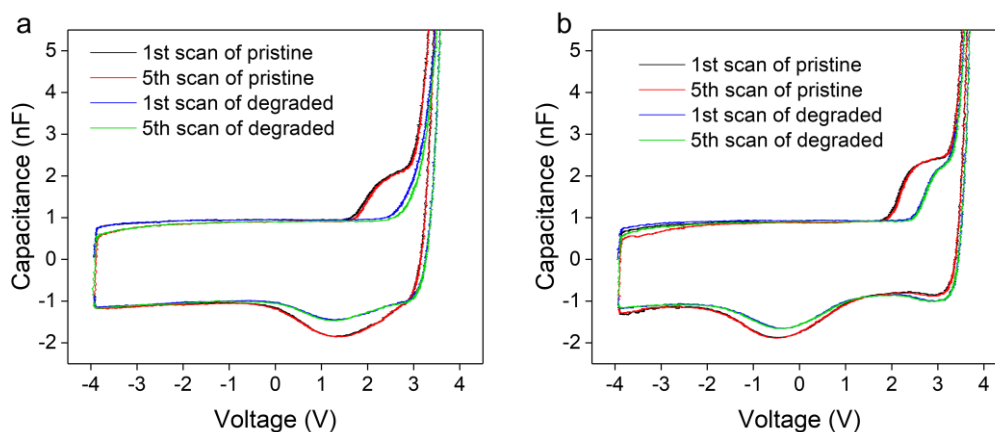 a
1st scan of pristine
5th scan of pristine
1st scan of degraded
5th scan of degraded
Capacitance (nF)
5
4
3
2
1
0
-1
-2
-4 -3 -2 -1 0 1 2 3 4
Voltage (V)
b
1st scan of pristine
5th scan of pristine
1st scan of degraded
5th scan of degraded
Capacitance (nF)
5
4
3
2
1
0
-1
-2
-4 -3 -2 -1 0 1 2 3 4
Voltage (V)